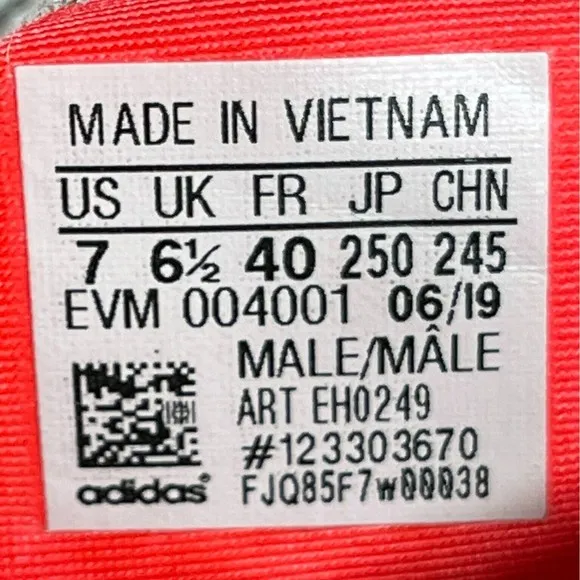 MADE IN VIETNAM
US UK FR JP CHN
7 6½ 40 250 245
EVM 004001 06/19
MALE/MÂLE
ART EH0249
#123303670
adidas FJQ85F7W00038